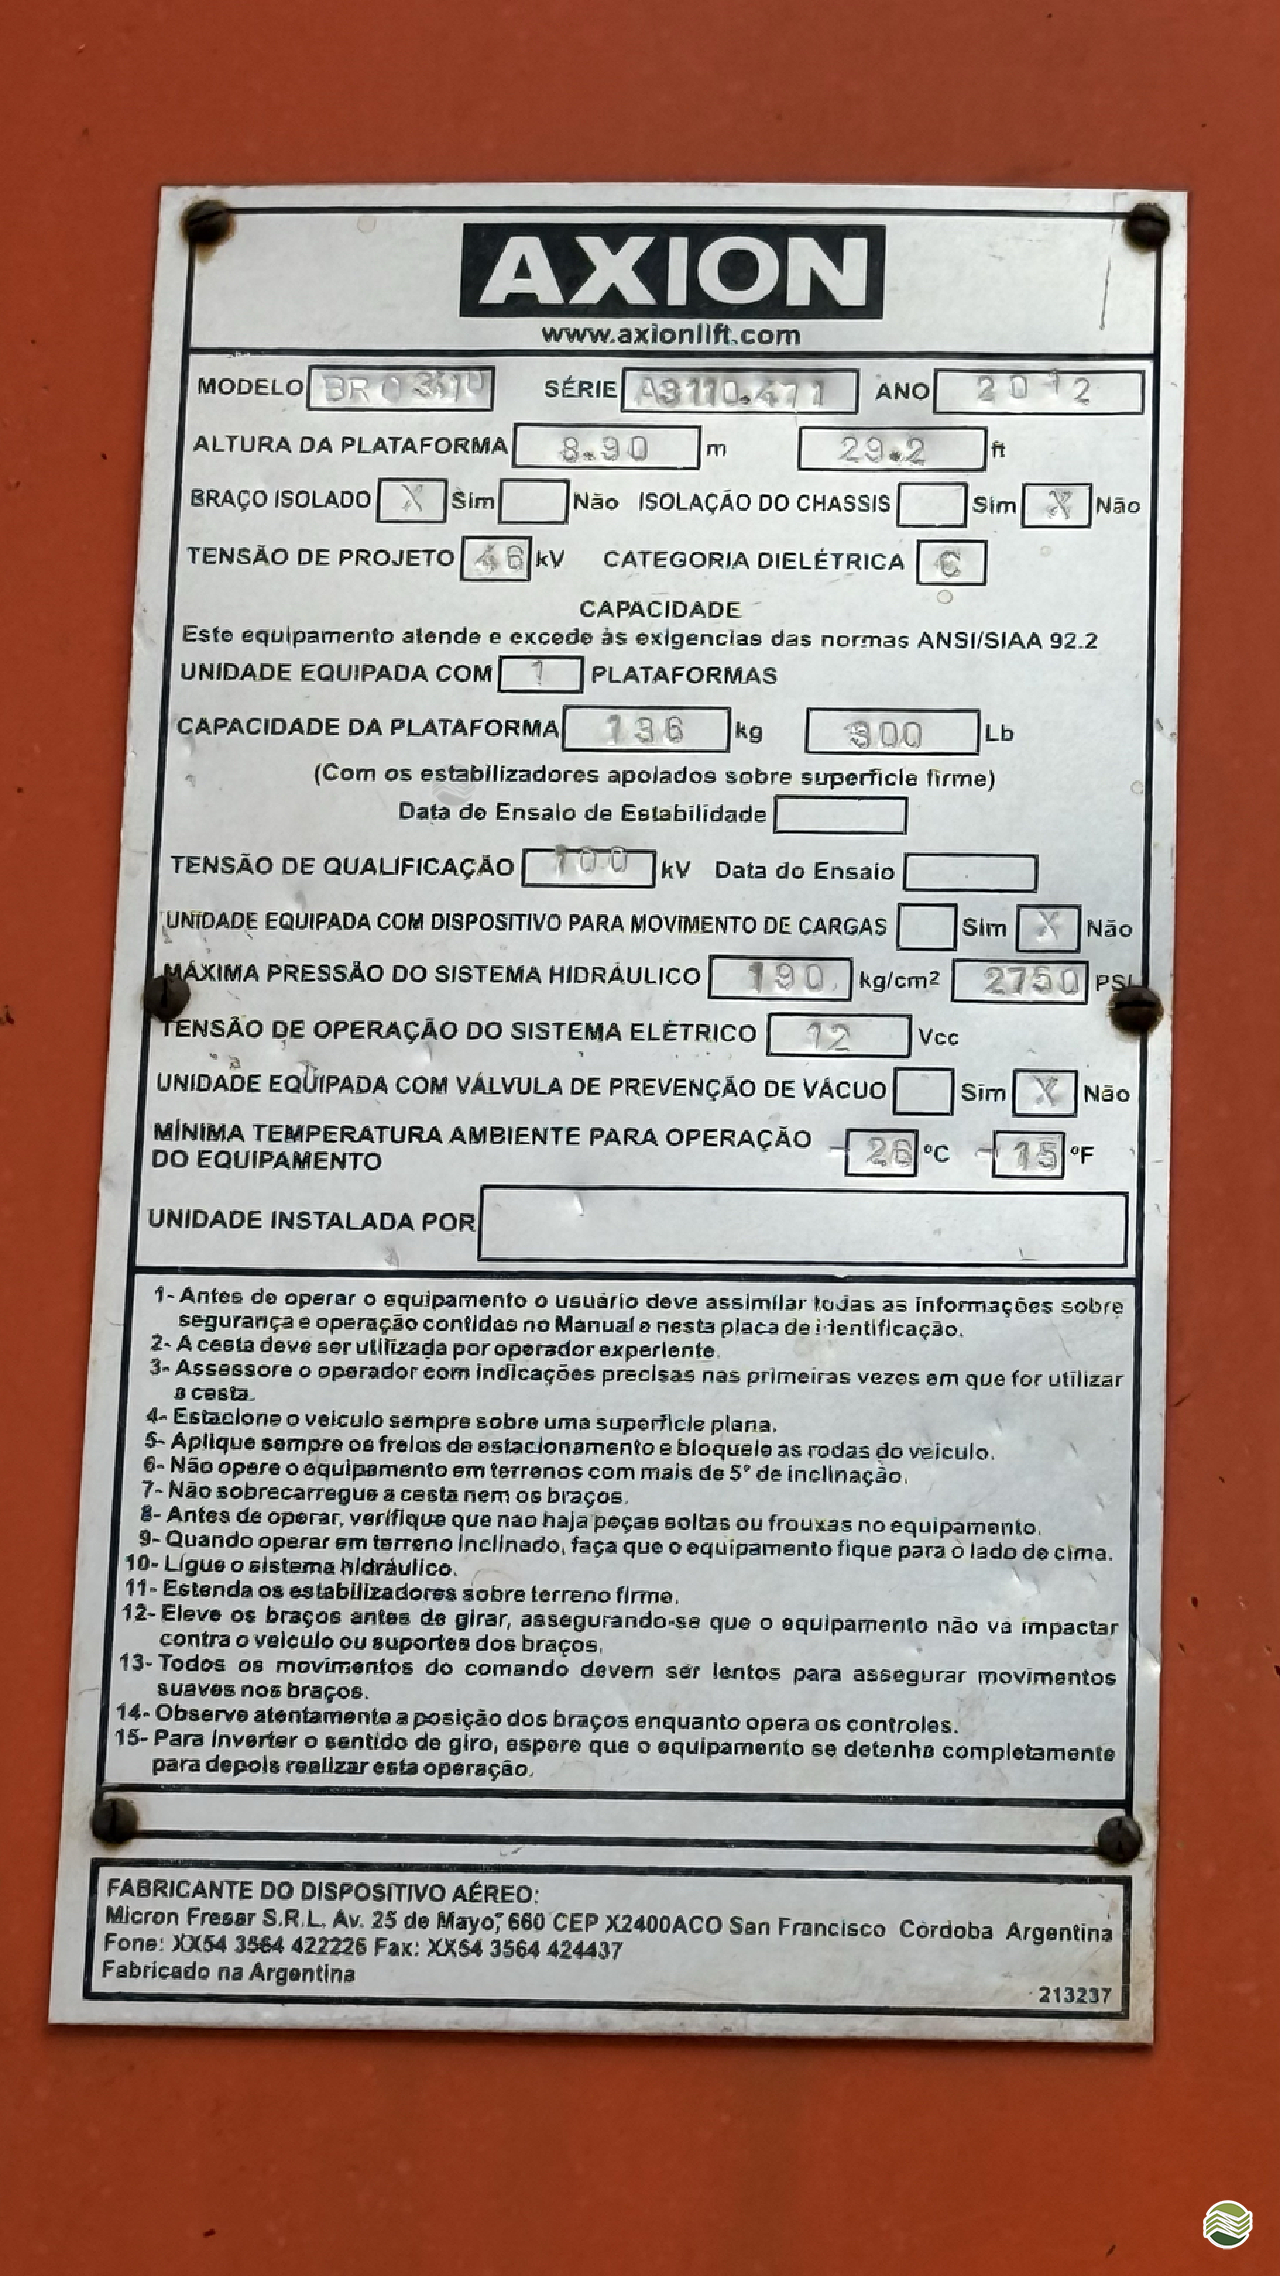 AXION
www.axionlift.com
MODELO SÉRIE ANO 2012
ALTURA DA PLATAFORMA 8.90 m 29.2 ft
BRAÇO ISOLADO X Sim Não ISOLAÇÃO DO CHASSIS Sim X Não
TENSÃO DE PROJETO 46 kV CATEGORIA DIELÉTRICA C
CAPACIDADE
Este equipamento atende e excede às exigencias das normas ANSI/SIAA 92.2
UNIDADE EQUIPADA COM 1 PLATAFORMAS
CAPACIDADE DA PLATAFORMA 136 kg 300 Lb
(Com os estabilizadores apoiados sobre superficie firme)
Data do Ensaio de Estabilidade
TENSÃO DE QUALIFICAÇÃO 100 kV Data do Ensaio
UNIDADE EQUIPADA COM DISPOSITIVO PARA MOVIMENTO DE CARGAS Sim X Não
MÁXIMA PRESSÃO DO SISTEMA HIDRÁULICO 190 kg/cm2 2750 PSI
TENSÃO DE OPERAÇÃO DO SISTEMA ELÉTRICO 12 Vcc
UNIDADE EQUIPADA COM VÁLVULA DE PREVENÇÃO DE VÁCUO Sim X Não
MÍNIMA TEMPERATURA AMBIENTE PARA OPERAÇÃO - 26 ºC - 15 ºF
DO EQUIPAMENTO
UNIDADE INSTALADA POR
1- Antes de operar o equipamento o usuário deve assimilar todas as informações sobre
segurança e operação contidas no Manual e nesta placa de identificação.
2- A cesta deve ser utilizada por operador experiente.
3- Assessore o operador com indicações precisas nas primeiras vezes em que for utilizar
a cesta.
4- Estacione o veiculo sempre sobre uma superficie plana.
5- Aplique sempre os freios de estacionamento e bloqueie as rodas do veiculo.
6- Não opere o equipamento em terrenos com mais de 5° de inclinação.
7- Não sobrecarregue a cesta nem os braços.
8- Antes de operar, verifique que nao haja peças soltas ou frouxas no equipamento.
9- Quando operar em terreno inclinado, faça que o equipamento fique para o lado de cima.
10- Ligue o sistema hidráulico.
11- Estenda os estabilizadores sobre terreno firme.
12- Eleve os braços antes de girar, assegurando-se que o equipamento não vá impactar
contra o veiculo ou suportes dos braços.
13- Todos os movimentos do comando devem ser lentos para assegurar movimentos
suaves nos braços.
14- Observe atentamente a posição dos braços enquanto opera os controles.
15- Para inverter o sentido de giro, espere que o equipamento se detenha completamente
para depois realizar esta operação.
FABRICANTE DO DISPOSITIVO AÉREO:
Micron Fresar S.R.L. Av. 25 de Mayo, 660 CEP X2400ACO San Francisco Córdoba Argentina
Fone: XX54 3564 422226 Fax: XX54 3564 424437
Fabricado na Argentina
213237